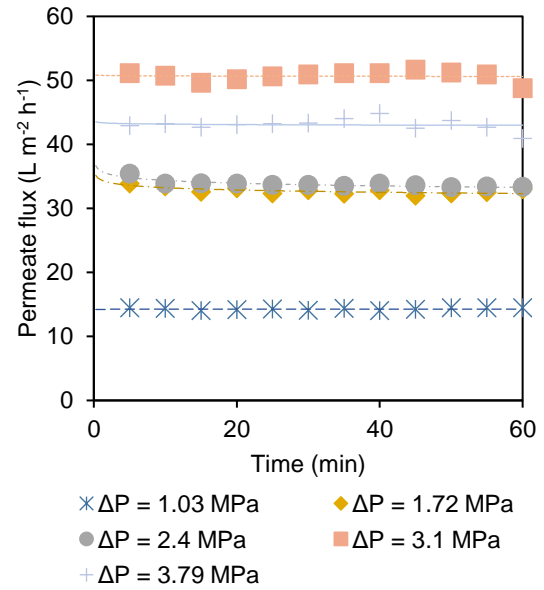 60
50
40
30
20
10
0
Permeate flux (L m⁻² h⁻¹)
0 20 40 60
Time (min)
ΔP = 1.03 MPa ΔP = 1.72 MPa
ΔP = 2.4 MPa ΔP = 3.1 MPa
ΔP = 3.79 MPa